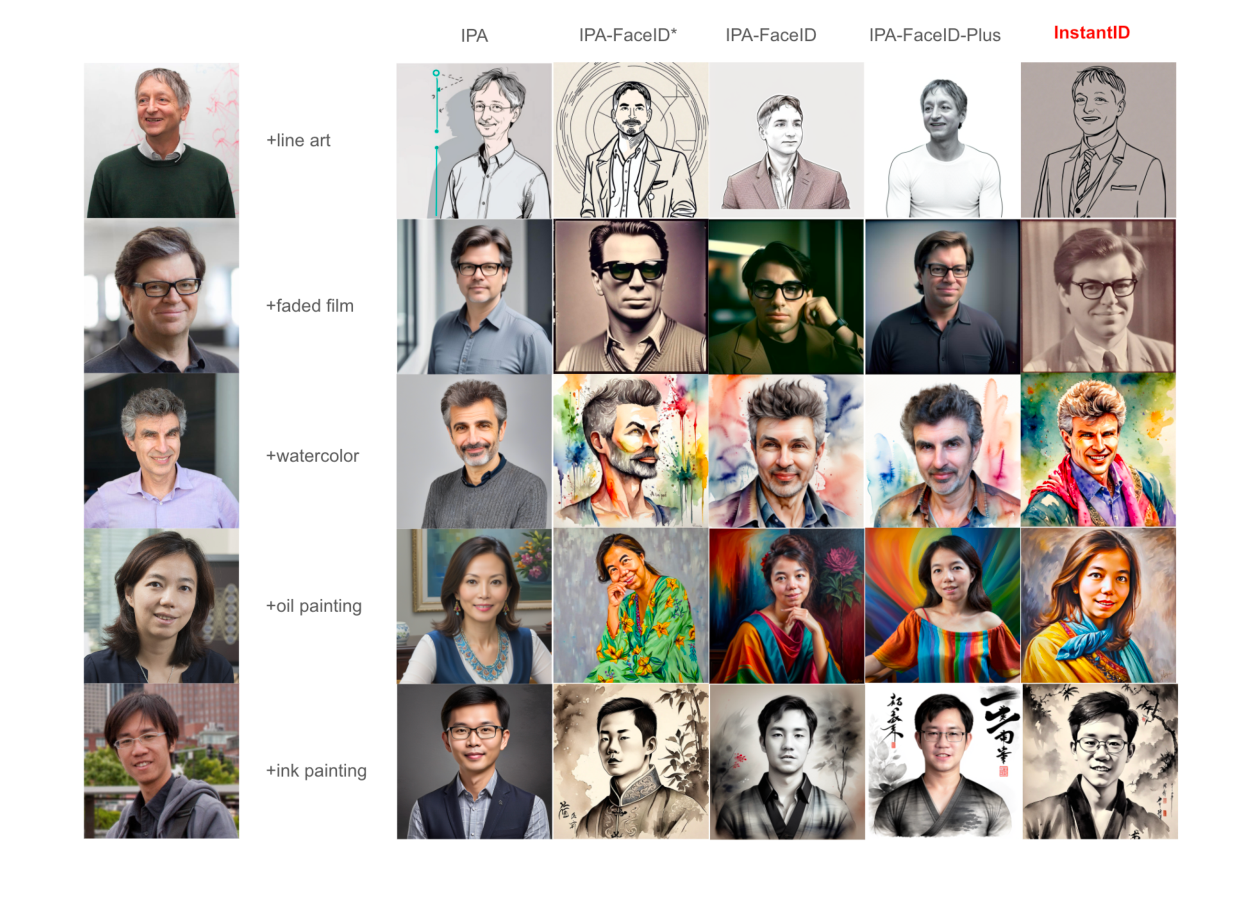 IPA
IPA-FaceID*
IPA-FaceID
IPA-FaceID-Plus
InstantID
+line art
+faded film
+watercolor
+oil painting
+ink painting